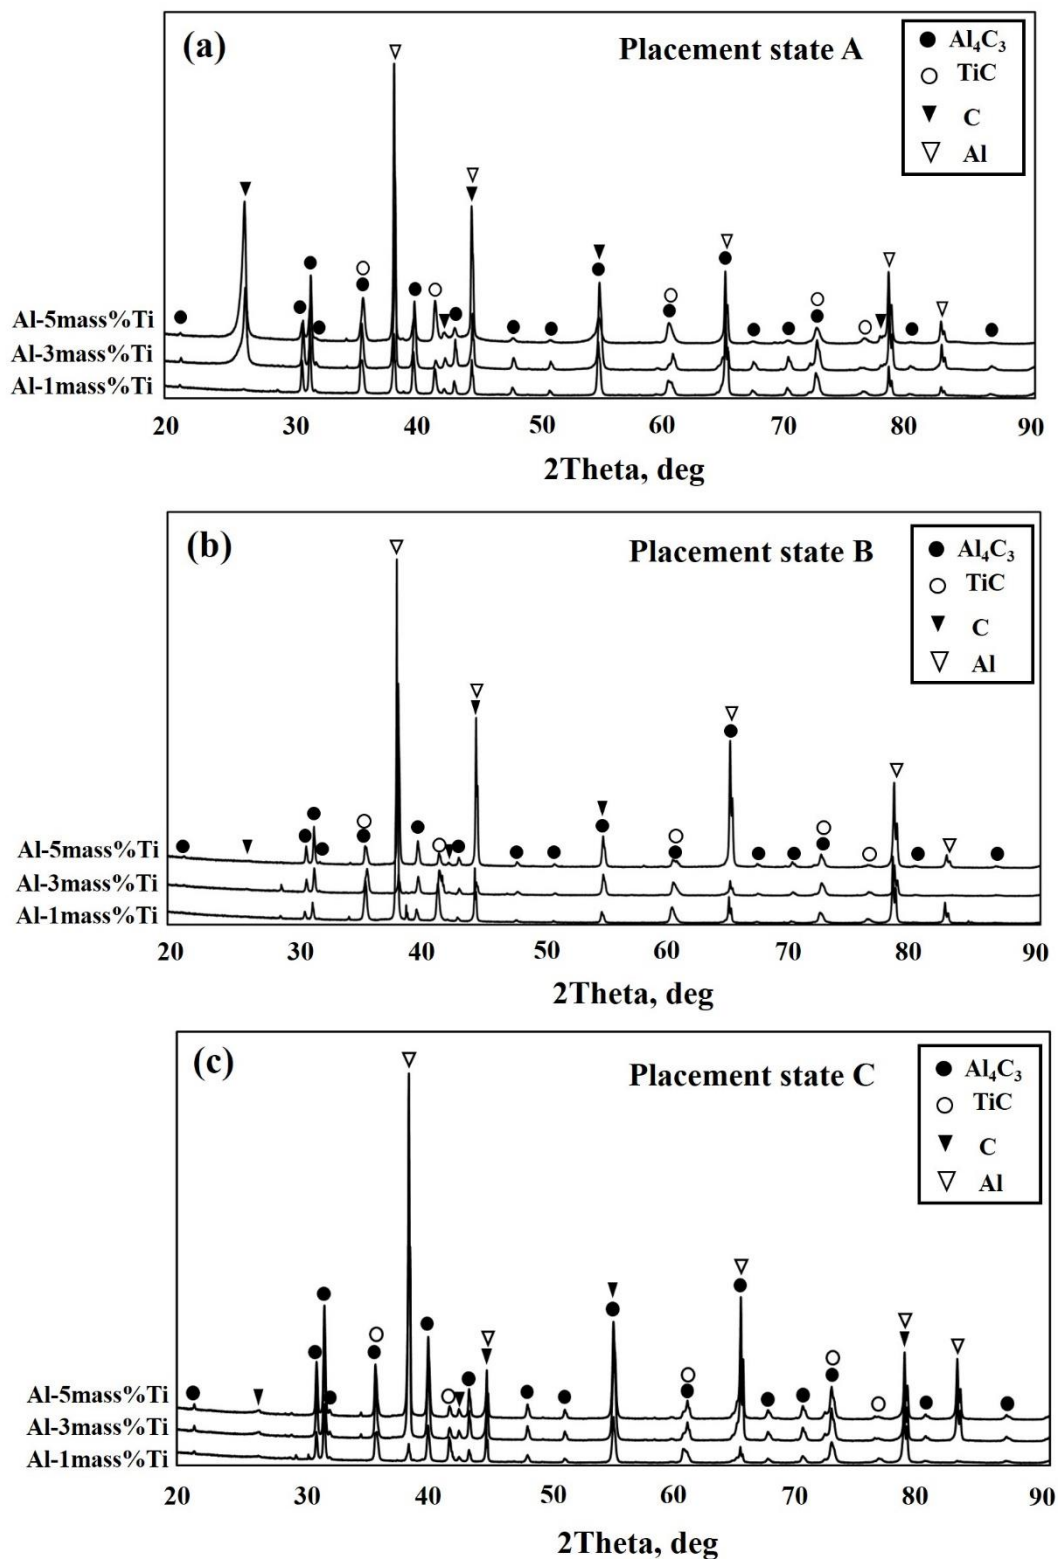 (a)
Placement state A
● Al₄C₃
○ TiC
▼ C
▽ Al
Al-5mass%Ti
Al-3mass%Ti
Al-1mass%Ti
20 30 40 50 60 70 80 90
2Theta, deg
(b)
Placement state B
● Al₄C₃
○ TiC
▼ C
▽ Al
Al-5mass%Ti
Al-3mass%Ti
Al-1mass%Ti
20 30 40 50 60 70 80 90
2Theta, deg
(c)
Placement state C
● Al₄C₃
○ TiC
▼ C
▽ Al
Al-5mass%Ti
Al-3mass%Ti
Al-1mass%Ti
20 30 40 50 60 70 80 90
2Theta, deg